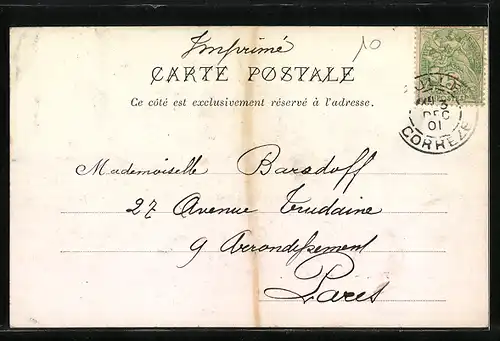 Imprimé
10
CARTE POSTALE
Ce côté est exclusivement réservé à l'adresse.
DEC
01
CORREZE
Mademoiselle Barsdoff
27 Avenue Trudaine
9 Arrondissement
Paris